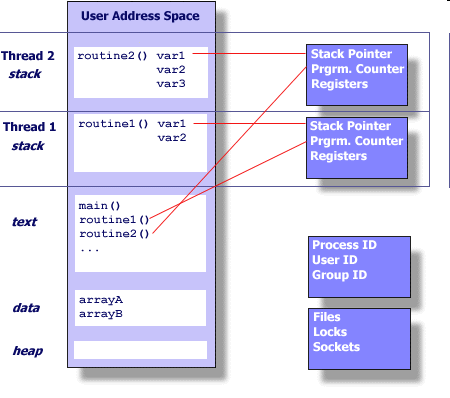 User Address Space
Thread 2
stack
routine2() var1
var2
var3
Stack Pointer
Prgrm. Counter
Registers
Thread 1
stack
routine1() var1
var2
Stack Pointer
Prgrm. Counter
Registers
text
main()
routine1()
routine2()
...
Process ID
User ID
Group ID
data
arrayA
arrayB
Files
Locks
Sockets
heap